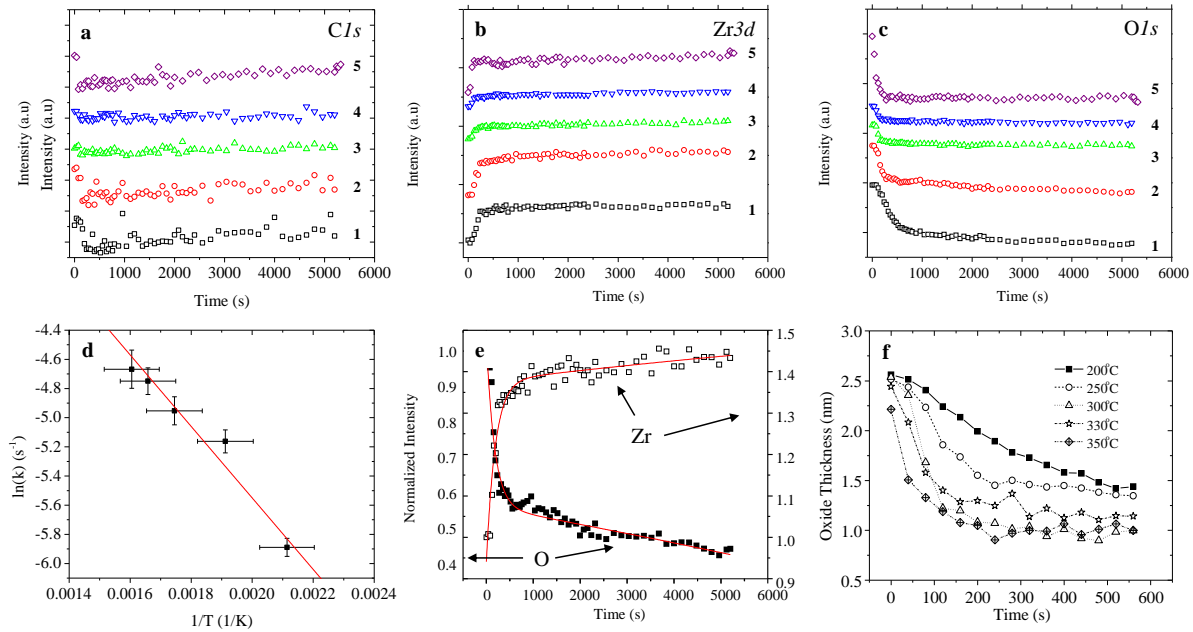 a C1s
Intensity (a.u)
Intensity (a.u)
5
4
3
2
1
0 1000 2000 3000 4000 5000 6000
Time (s)
b Zr3d
Intensity (a.u)
5
4
3
2
1
0 1000 2000 3000 4000 5000 6000
Time (s)
c O1s
Intensity (a.u)
5
4
3
2
1
0 1000 2000 3000 4000 5000 6000
Time (s)
d
ln(k) (s⁻¹)
-4.4
-4.6
-4.8
-5.0
-5.2
-5.4
-5.6
-5.8
-6.0
0.0014 0.0016 0.0018 0.0020 0.0022 0.0024
1/T (1/K)
e
Normalized Intensity
1.0
0.9
0.8
0.7
0.6
0.5
0.4
1.5
1.4
1.3
1.2
1.1
1.0
0.9
Zr
O
0 1000 2000 3000 4000 5000 6000
Time (s)
f
Oxide Thickness (nm)
3.0
2.5
2.0
1.5
1.0
0.5
200°C
250°C
300°C
330°C
350°C
0 120 240 360 480 600
Time (s)